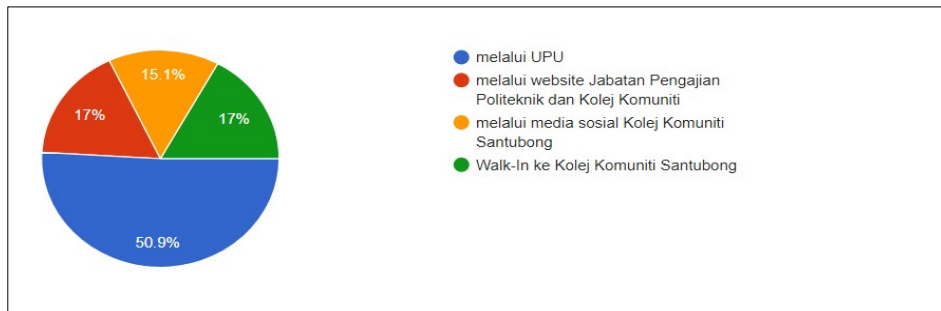 15.1%
17%
17%
50.9%
melalui UPU
melalui website Jabatan Pengajian
Politeknik dan Kolej Komuniti
melalui media sosial Kolej Komuniti
Santubong
Walk-In ke Kolej Komuniti Santubong